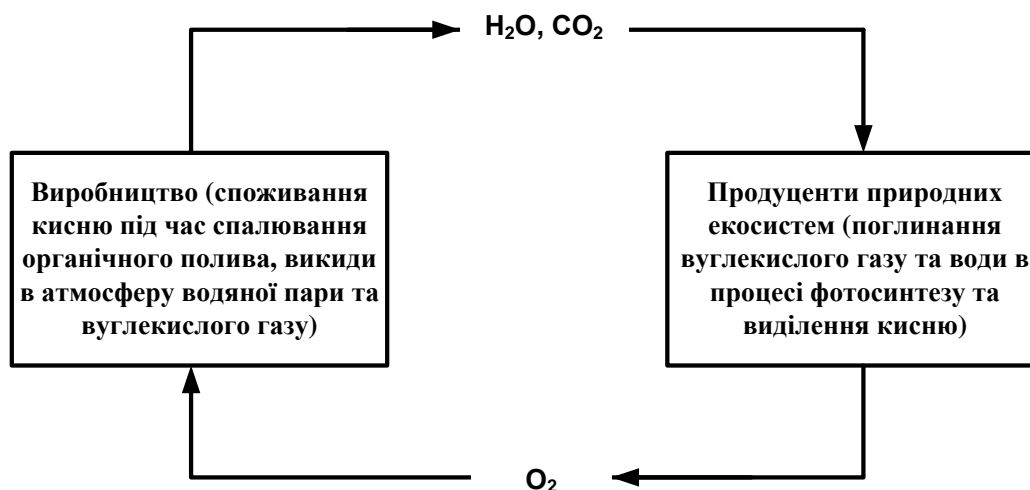 H₂O, CO₂
Виробництво (споживання
кисню під час спалювання
органічного полива, викиди
в атмосферу водяної пари та
вуглекислого газу)
Продуценти природних
екосистем (поглинання
вуглекислого газу та води в
процесі фотосинтезу та
виділення кисню)
O₂